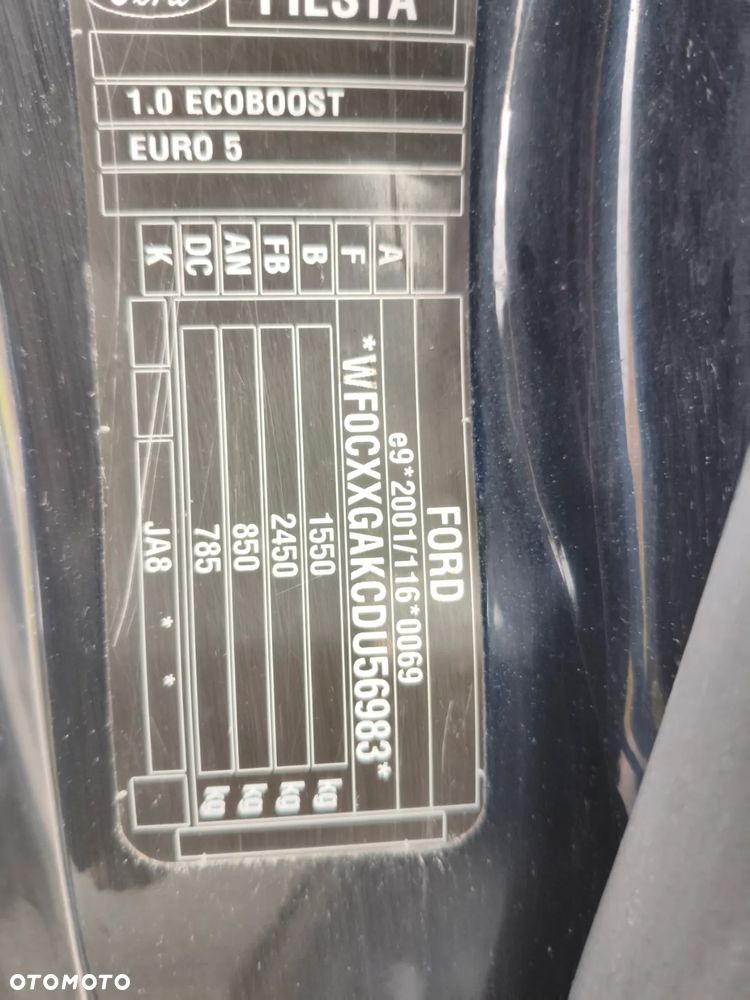 Ford
FIESTA
1.0 ECOBOOST
EURO 5
FORD
e9*2001/116*0069
*WF0CXXGAKCDU56983*
1550 kg
2450 kg
850 kg
785 kg
JA8 * *
A
F
B
FB
AN
DC
K
OTOMOTO